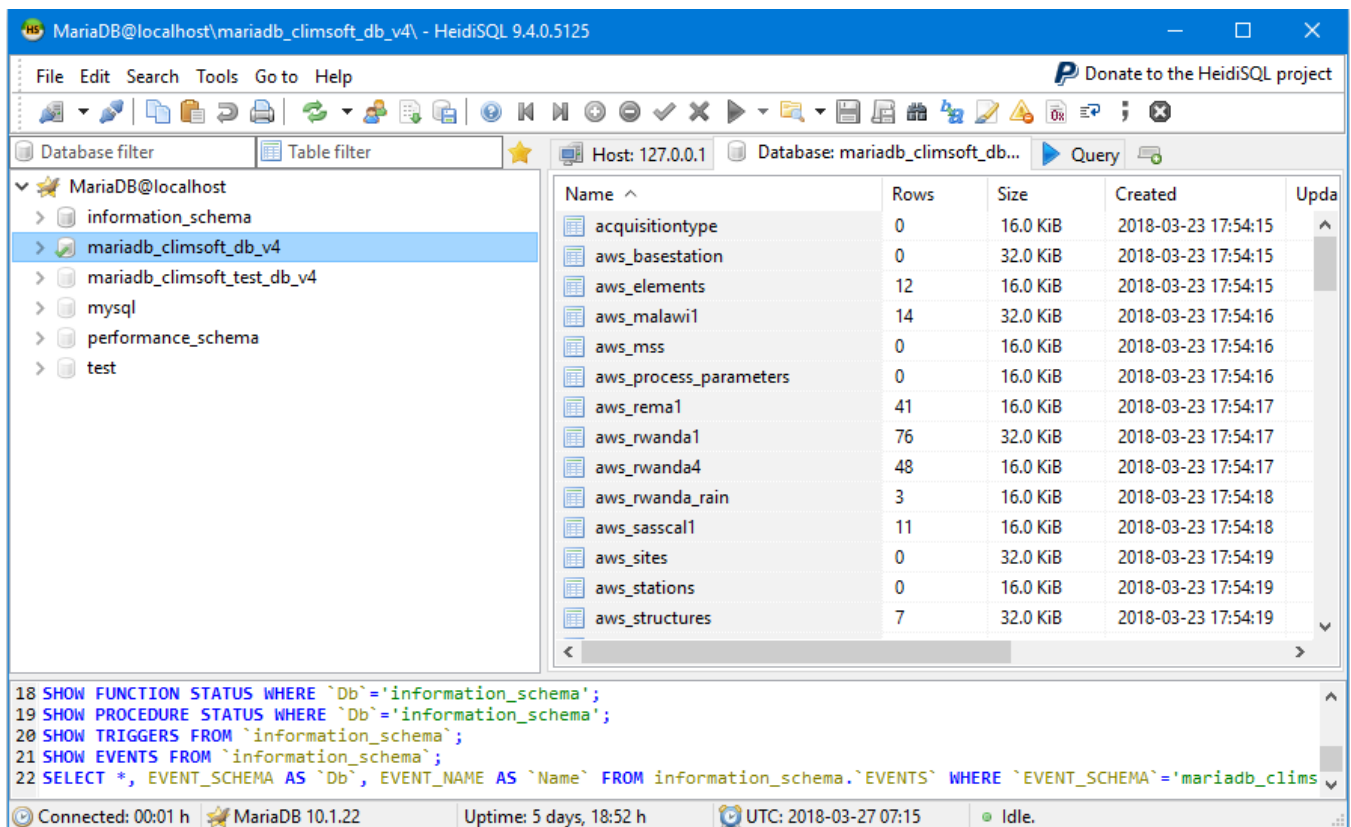 MariaDB@localhost\mariadb_climsoft_db_v4\ - HeidiSQL 9.4.0.5125
File Edit Search Tools Go to Help Donate to the HeidiSQL project
Database filter Table filter
Host: 127.0.0.1 Database: mariadb_climsoft_db... Query
MariaDB@localhost
information_schema
mariadb_climsoft_db_v4
mariadb_climsoft_test_db_v4
mysql
performance_schema
test
Name Rows Size Created Upda
acquisitiontype 0 16.0 KiB 2018-03-23 17:54:15
aws_basestation 0 32.0 KiB 2018-03-23 17:54:15
aws_elements 12 16.0 KiB 2018-03-23 17:54:15
aws_malawi1 14 32.0 KiB 2018-03-23 17:54:16
aws_mss 0 16.0 KiB 2018-03-23 17:54:16
aws_process_parameters 0 16.0 KiB 2018-03-23 17:54:16
aws_rema1 41 16.0 KiB 2018-03-23 17:54:17
aws_rwanda1 76 32.0 KiB 2018-03-23 17:54:17
aws_rwanda4 48 16.0 KiB 2018-03-23 17:54:17
aws_rwanda_rain 3 16.0 KiB 2018-03-23 17:54:18
aws_sasscal1 11 16.0 KiB 2018-03-23 17:54:18
aws_sites 0 32.0 KiB 2018-03-23 17:54:19
aws_stations 0 16.0 KiB 2018-03-23 17:54:19
aws_structures 7 32.0 KiB 2018-03-23 17:54:19
18 SHOW FUNCTION STATUS WHERE `Db`='information_schema';
19 SHOW PROCEDURE STATUS WHERE `Db`='information_schema';
20 SHOW TRIGGERS FROM `information_schema`;
21 SHOW EVENTS FROM `information_schema`;
22 SELECT *, EVENT_SCHEMA AS `Db`, EVENT_NAME AS `Name` FROM information_schema.`EVENTS` WHERE `EVENT_SCHEMA`='mariadb_clims
Connected: 00:01 h MariaDB 10.1.22 Uptime: 5 days, 18:52 h UTC: 2018-03-27 07:15 Idle.